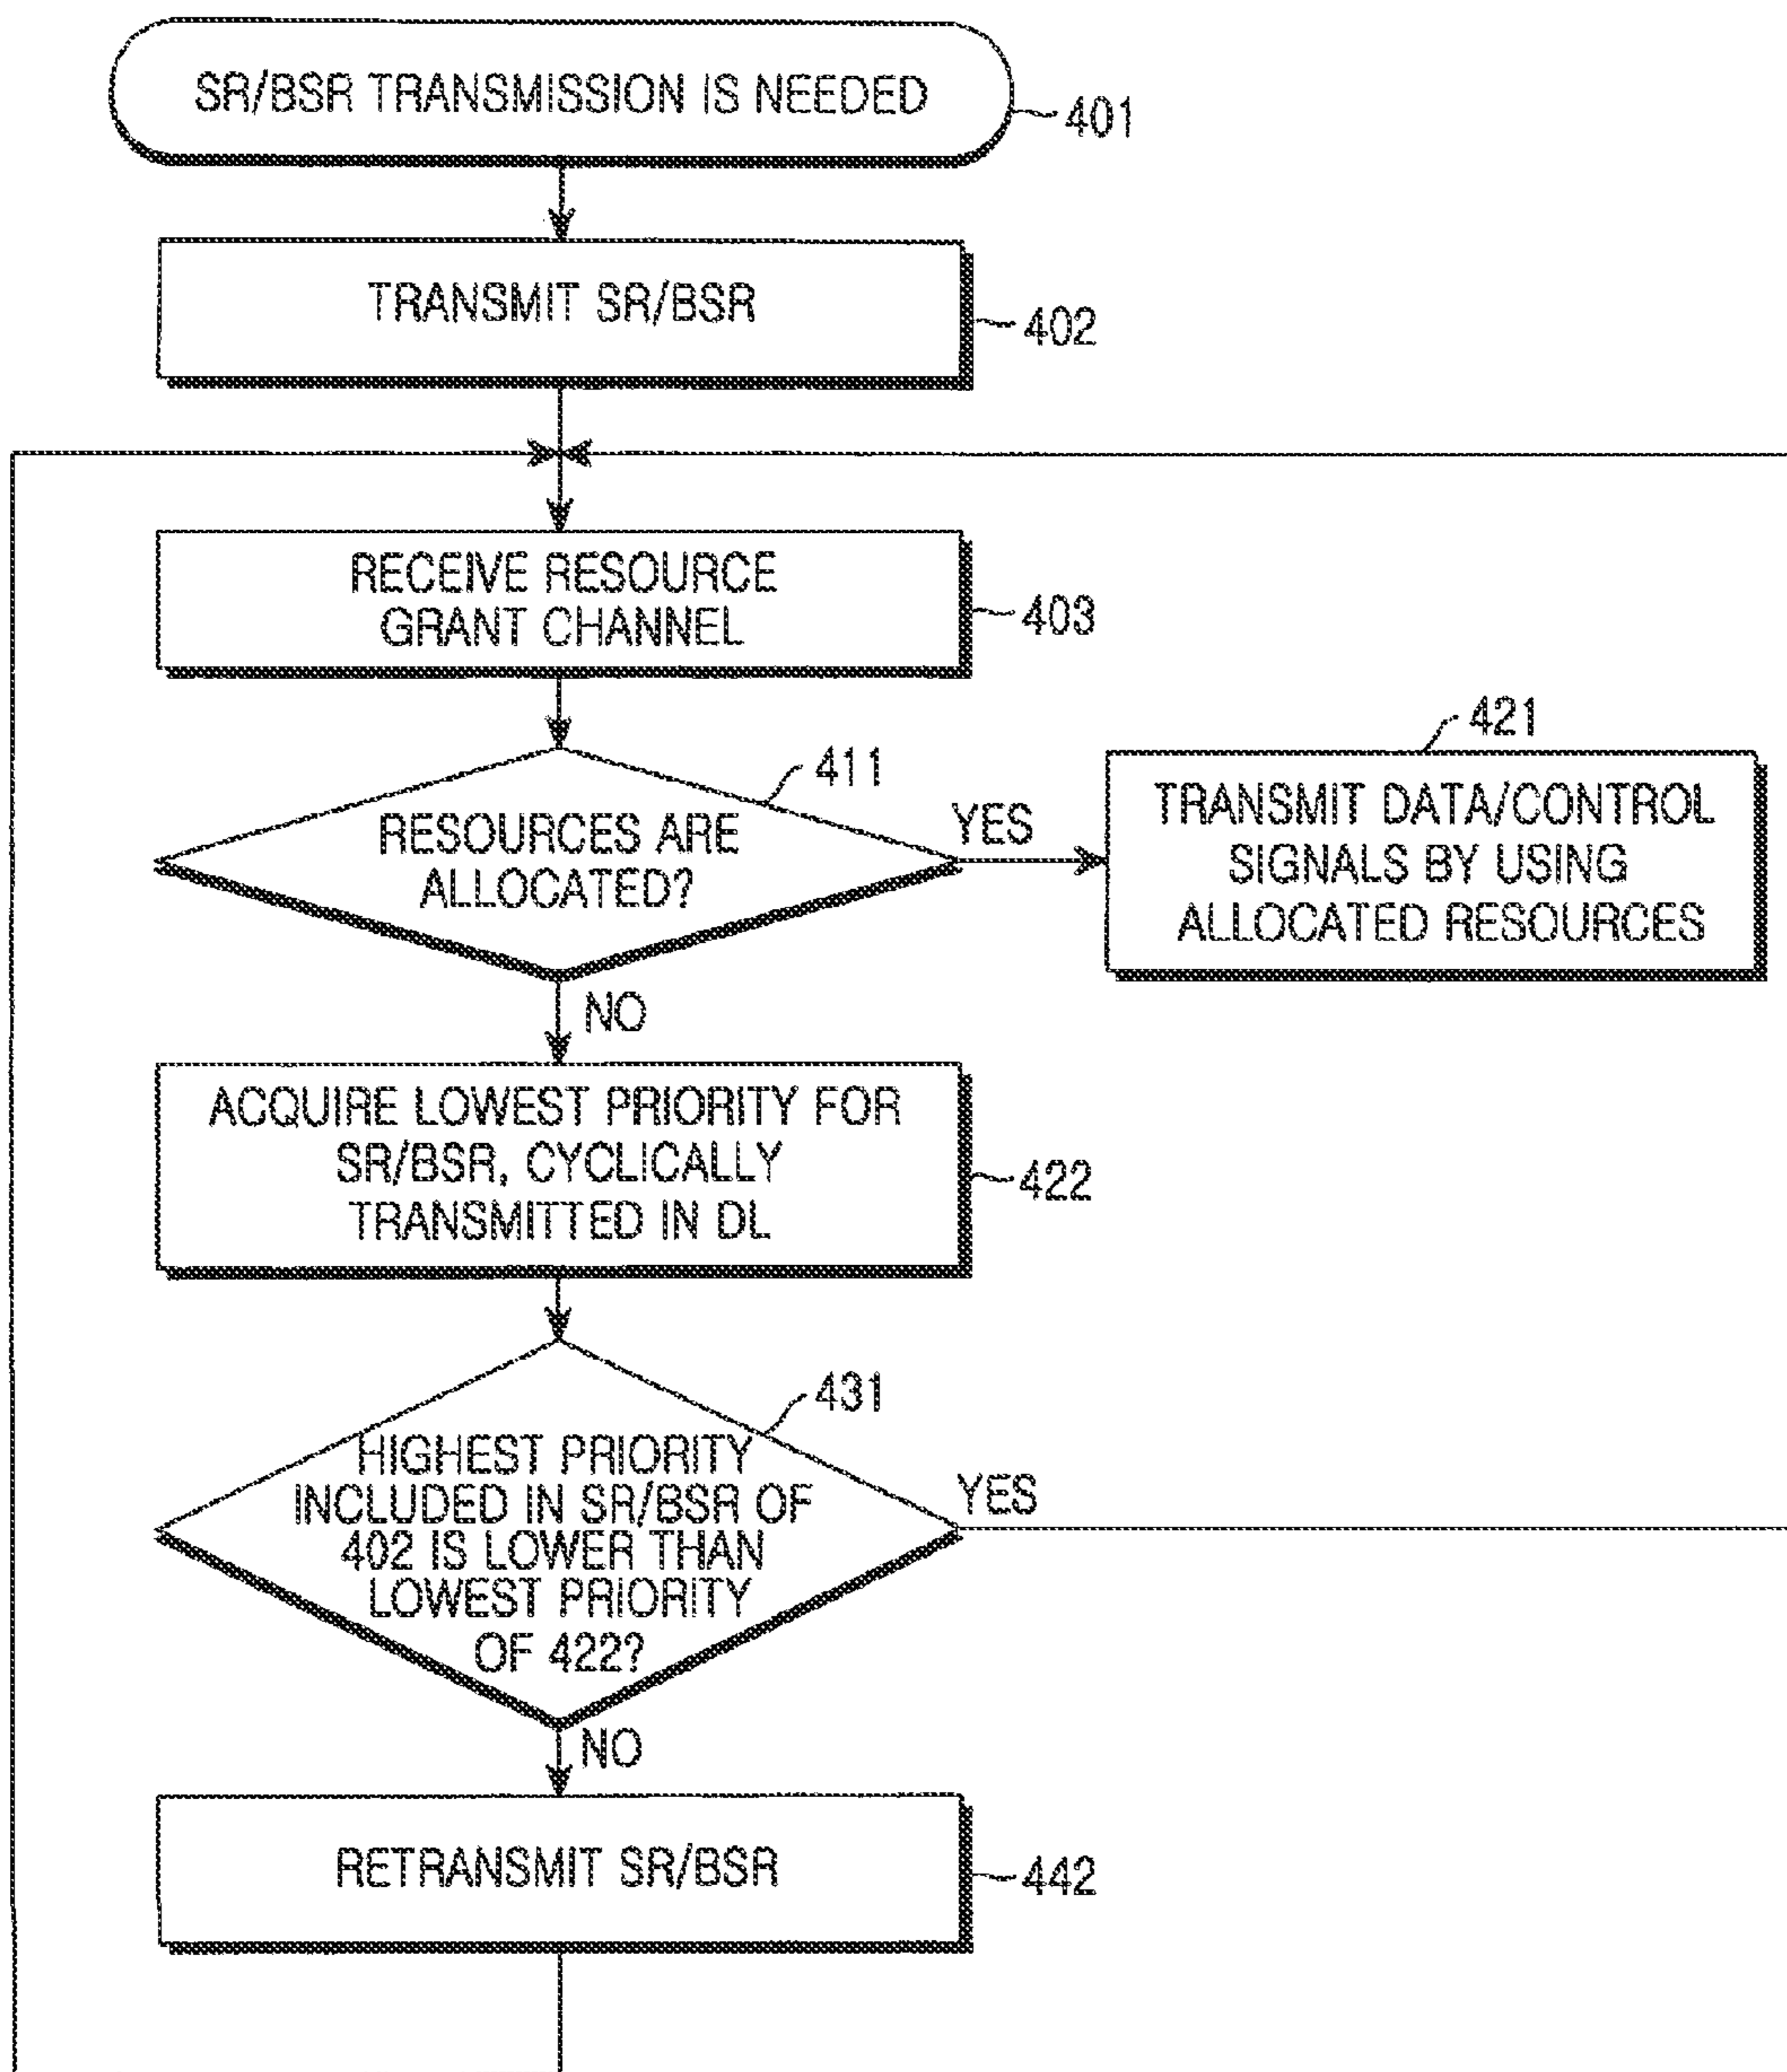 SR/BSR TRANSMISSION IS NEEDED
401
TRANSMIT SR/BSR
402
RECEIVE RESOURCE
GRANT CHANNEL
403
411
RESOURCES ARE
ALLOCATED?
YES
421
TRANSMIT DATA/CONTROL
SIGNALS BY USING
ALLOCATED RESOURCES
NO
ACQUIRE LOWEST PRIORITY FOR
SR/BSR, CYCLICALLY
TRANSMITTED IN DL
422
431
HIGHEST PRIORITY
INCLUDED IN SR/BSR OF
402 IS LOWER THAN
LOWEST PRIORITY
OF 422?
YES
NO
RETRANSMIT SR/BSR
442